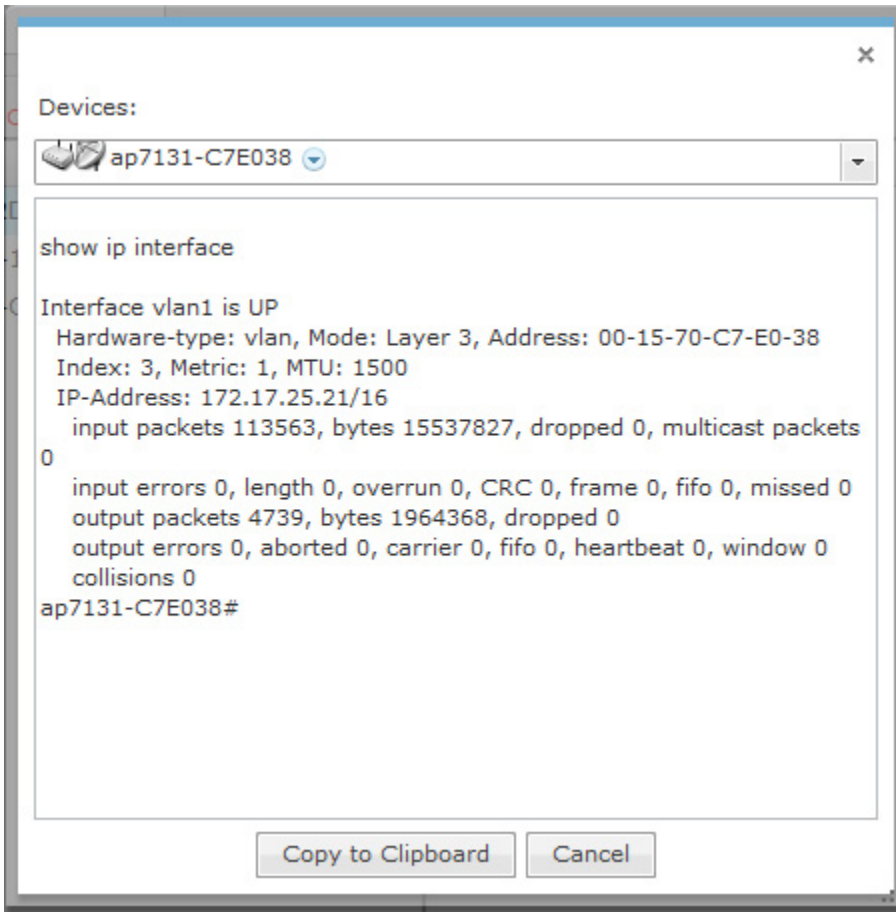 ×
Devices:
ap7131-C7E038
show ip interface
Interface vlan1 is UP
Hardware-type: vlan, Mode: Layer 3, Address: 00-15-70-C7-E0-38
Index: 3, Metric: 1, MTU: 1500
IP-Address: 172.17.25.21/16
input packets 113563, bytes 15537827, dropped 0, multicast packets
0
input errors 0, length 0, overrun 0, CRC 0, frame 0, fifo 0, missed 0
output packets 4739, bytes 1964368, dropped 0
output errors 0, aborted 0, carrier 0, fifo 0, heartbeat 0, window 0
collisions 0
ap7131-C7E038#
Copy to Clipboard
Cancel